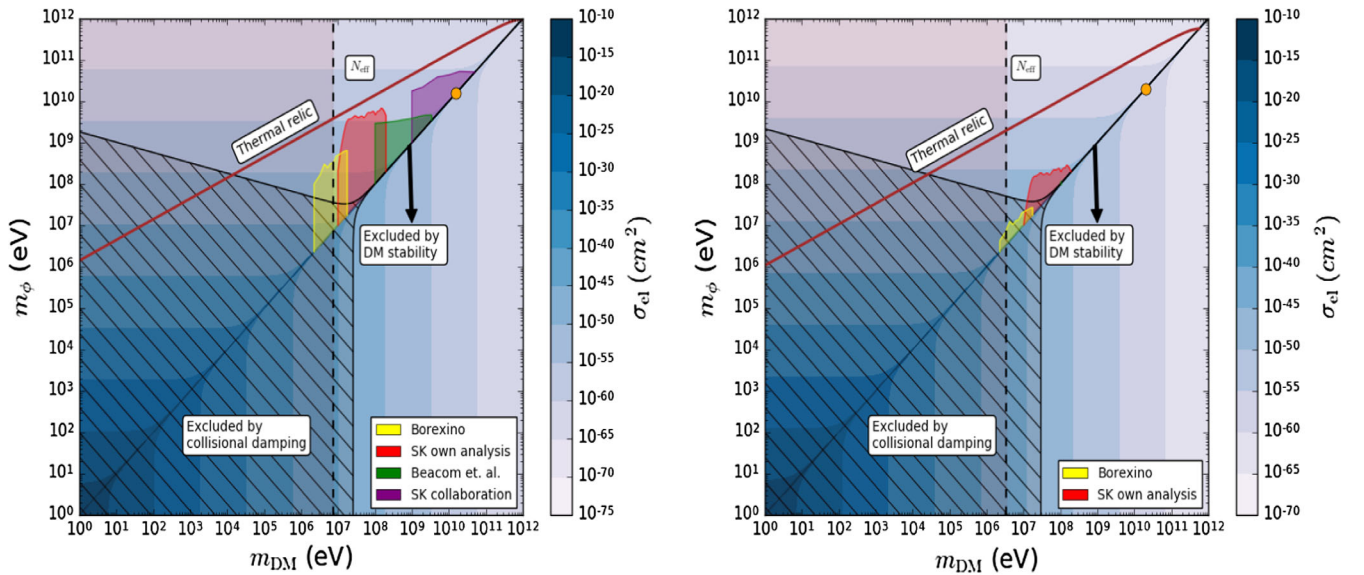 10¹²
10¹¹
10¹⁰
10⁹
10⁸
10⁷
10⁶
10⁵
10⁴
10³
10²
10¹
10⁰
m_ϕ (eV)
N_eff
Thermal relic
Excluded by
DM stability
Excluded by
collisional damping
Borexino
SK own analysis
Beacom et. al.
SK collaboration
10⁰ 10¹ 10² 10³ 10⁴ 10⁵ 10⁶ 10⁷ 10⁸ 10⁹ 10¹⁰ 10¹¹ 10¹²
m_DM (eV)
10⁻¹⁰
10⁻¹⁵
10⁻²⁰
10⁻²⁵
10⁻³⁰
10⁻³⁵
10⁻⁴⁰
10⁻⁴⁵
10⁻⁵⁰
10⁻⁵⁵
10⁻⁶⁰
10⁻⁶⁵
10⁻⁷⁰
10⁻⁷⁵
σ_el (cm²)
10¹²
10¹¹
10¹⁰
10⁹
10⁸
10⁷
10⁶
10⁵
10⁴
10³
10²
10¹
10⁰
m_ϕ (eV)
N_eff
Thermal relic
Excluded by
DM stability
Excluded by
collisional damping
Borexino
SK own analysis
10⁰ 10¹ 10² 10³ 10⁴ 10⁵ 10⁶ 10⁷ 10⁸ 10⁹ 10¹⁰ 10¹¹ 10¹²
m_DM (eV)
10⁻¹⁰
10⁻¹⁵
10⁻²⁰
10⁻²⁵
10⁻³⁰
10⁻³⁵
10⁻⁴⁰
10⁻⁴⁵
10⁻⁵⁰
10⁻⁵⁵
10⁻⁶⁰
10⁻⁶⁵
10⁻⁷⁰
σ_el (cm²)